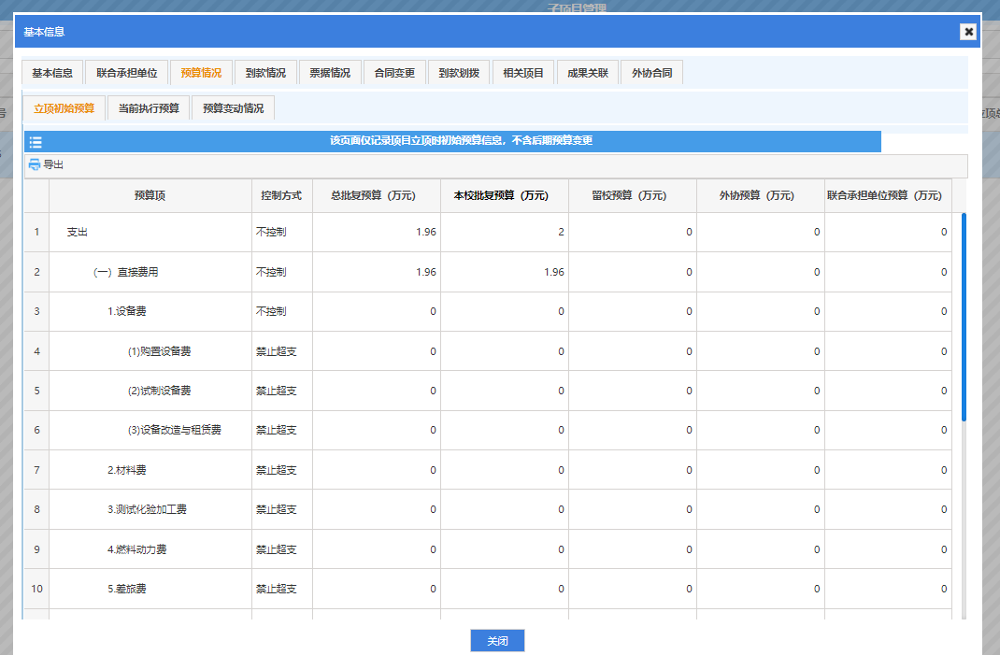 子项目管理
基本信息
基本信息 联合承担单位 预算情况 到款情况 票据情况 合同变更 到款划拨 相关项目 成果关联 外协合同
立项初始预算 当前执行预算 预算变动情况
该页面仅记录项目立项时初始预算信息，不含后期预算变更
导出
预算项 控制方式 总批复预算（万元） 本校批复预算（万元） 留校预算（万元） 外协预算（万元） 联合承担单位预算（万元）
1 支出 不控制 1.96 2 0 0 0
2 （一）直接费用 不控制 1.96 1.96 0 0 0
3 1.设备费 不控制 0 0 0 0 0
4 (1)购置设备费 禁止超支 0 0 0 0 0
5 (2)试制设备费 禁止超支 0 0 0 0 0
6 (3)设备改造与租赁费 禁止超支 0 0 0 0 0
7 2.材料费 禁止超支 0 0 0 0 0
8 3.测试化验加工费 禁止超支 0 0 0 0 0
9 4.燃料动力费 禁止超支 0 0 0 0 0
10 5.差旅费 禁止超支 0 0 0 0 0
关闭